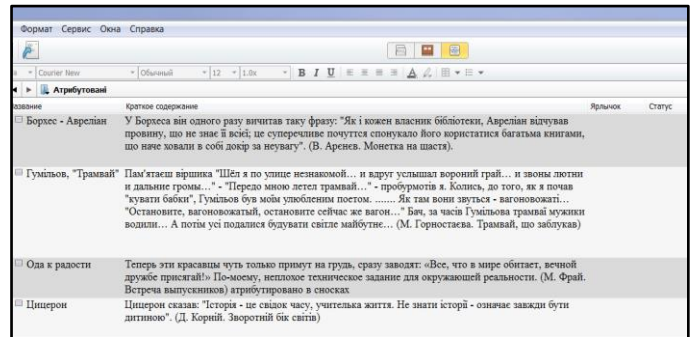 Формат Сервис Окна Справка
Courier New Обычный 12 1.0x B I U A
Атрибутовані
Название Краткое содержание Ярлычок Статус
Борхес - Авреліан
У Борхеса він одного разу вичитав таку фразу: "Як і кожен власник бібліотеки, Авреліан відчував
провину, що не знає її всієї; це суперечливе почуття спонукало його користатися багатьма книгами,
що наче ховали в собі докір за неувагу". (В. Арєнєв. Монетка на щастя).
Гумільов, "Трамвай"
Пам'ятаєш віршика "Шёл я по улице незнакомой… и вдруг услышал вороний грай… и звоны лютни
и дальние громы…" - "Передо мною летел трамвай…" - пробурмотів я. Колись, до того, як я почав
"кувати бабки", Гумільов був моїм улюбленим поетом. ....... Як там вони звуться - вагоновожаті…
"Остановите, вагоновожатый, остановите сейчас же вагон…" Бач, за часів Гумільова трамваї мужики
водили… А потім усі подалися будувати світле майбутнє… (М. Горностаєва. Трамвай, що заблукав)
Ода к радости
Теперь эти красавцы чуть только примут на грудь, сразу заводят: «Все, что в мире обитает, вечной
дружбе присягай!» По-моему, неплохое техническое задание для окружающей реальности. (М. Фрай.
Встреча выпускников) атрибутировано в сносках
Цицерон
Цицерон сказав: "Історія - це свідок часу, учителька життя. Не знати історії - означає завжди бути
дитиною". (Д. Корній. Зворотній бік світів)